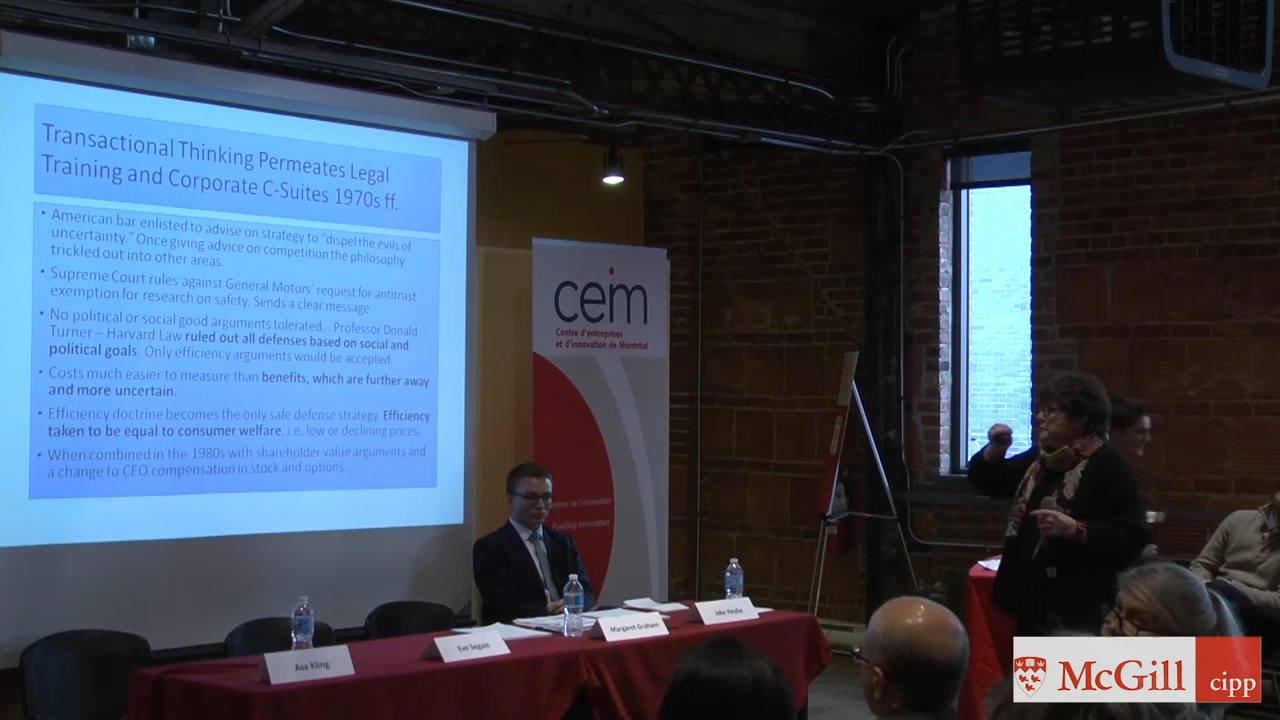 Transactional Thinking Permeates Legal
Training and Corporate C-Suites 1970s ff.
• American bar enlisted to advise on strategy to “dispel the evils of
uncertainty.” Once giving advice on competition the philosophy
trickled out into other areas.
• Supreme Court rules against General Motors’ request for antitrust
exemption for research on safety. Sends a clear message.
• No political or social good arguments tolerated. . Professor Donald
Turner – Harvard Law ruled out all defenses based on social and
political goals. Only efficiency arguments would be accepted.
• Costs much easier to measure than benefits, which are further away
and more uncertain.
• Efficiency doctrine becomes the only safe defense strategy. Efficiency
taken to be equal to consumer welfare, i.e. low or declining prices.
• When combined in the 1980s with shareholder value arguments and
a change to CEO compensation in stock and options. . .
ceim
Centre d'entreprises
et d'innovation de Montréal
de l'innovation
Fueling innovation
Asa Kling
Eve Seguin
Margaret Graham
Jake
McGill
cipp